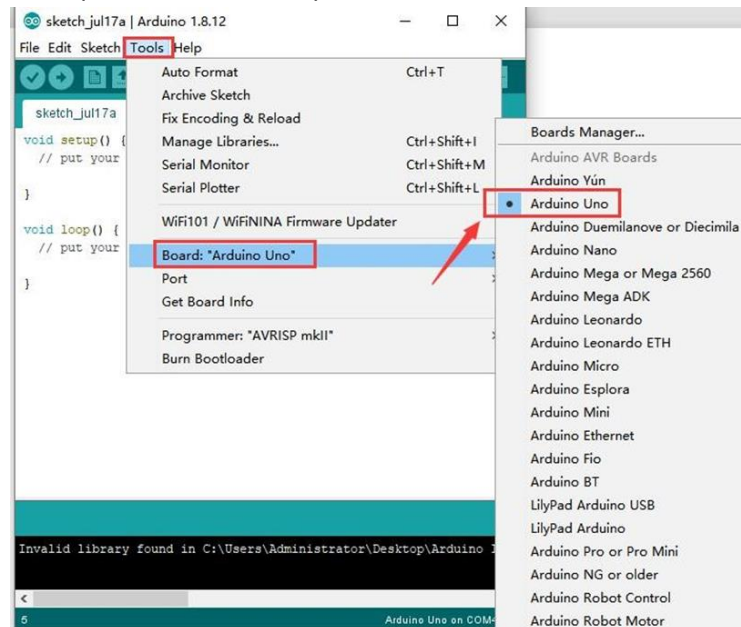 sketch_jul17a | Arduino 1.8.12
File Edit Sketch Tools Help
sketch_jul17a
void setup() {
// put your
}
void loop() {
// put your
}
Auto Format Ctrl+T
Archive Sketch
Fix Encoding & Reload
Manage Libraries... Ctrl+Shift+I
Serial Monitor Ctrl+Shift+M
Serial Plotter Ctrl+Shift+L
WiFi101 / WiFiNINA Firmware Updater
Board: "Arduino Uno"
Port
Get Board Info
Programmer: "AVRISP mkII"
Burn Bootloader
Boards Manager...
Arduino AVR Boards
Arduino Yún
Arduino Uno
Arduino Duemilanove or Diecimila
Arduino Nano
Arduino Mega or Mega 2560
Arduino Mega ADK
Arduino Leonardo
Arduino Leonardo ETH
Arduino Micro
Arduino Esplora
Arduino Mini
Arduino Ethernet
Arduino Fio
Arduino BT
LilyPad Arduino USB
LilyPad Arduino
Arduino Pro or Pro Mini
Arduino NG or older
Arduino Robot Control
Arduino Robot Motor
Invalid library found in C:\Users\Administrator\Desktop\Arduino
5 Arduino Uno on COM